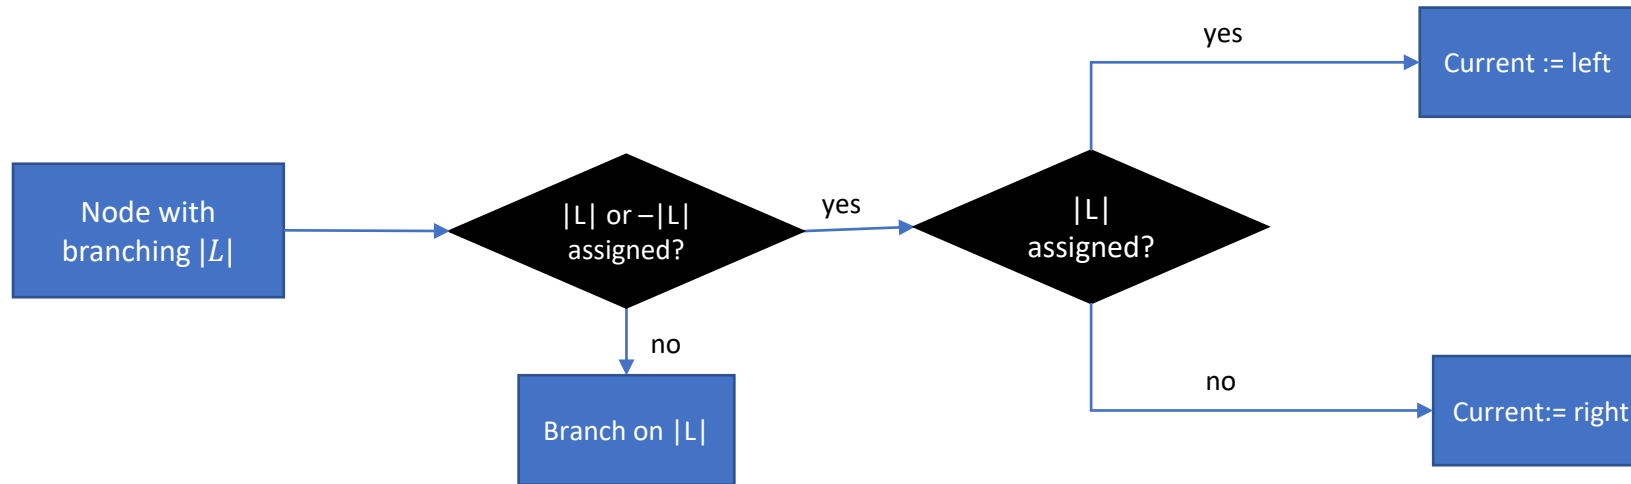 Node with
branching |L|
|L| or –|L|
assigned?
yes
no
Branch on |L|
|L|
assigned?
yes
Current := left
no
Current:= right